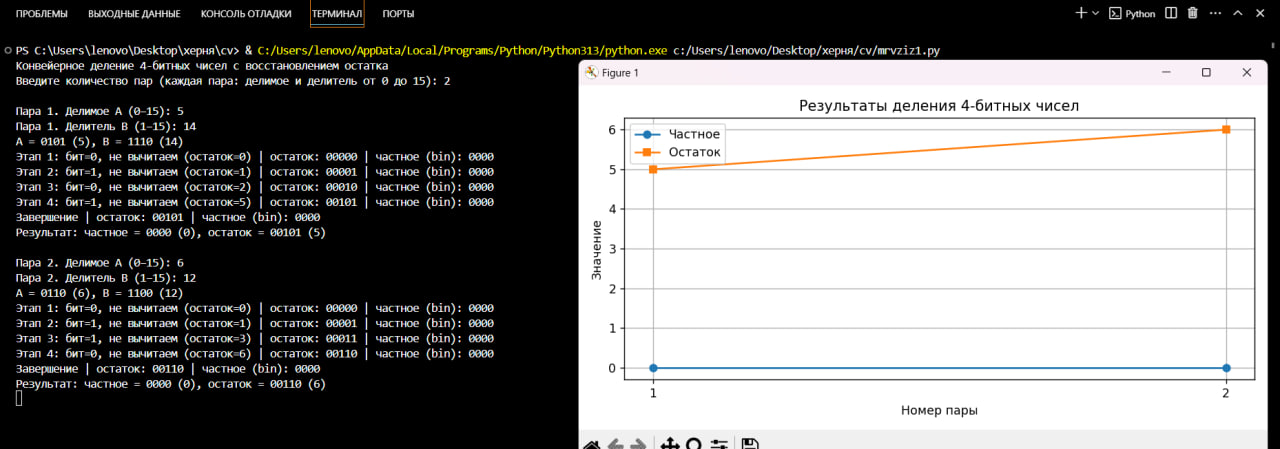 ПРОБЛЕМЫ ВЫХОДНЫЕ ДАННЫЕ КОНСОЛЬ ОТЛАДКИ ТЕРМИНАЛ ПОРТЫ
Python
PS C:\Users\lenovo\Desktop\херня\cv> & C:/Users/lenovo/AppData/Local/Programs/Python/Python313/python.exe c:/Users/lenovo/Desktop/херня/cv/mrvziz1.py
Конвейерное деление 4-битных чисел с восстановлением остатка
Введите количество пар (каждая пара: делимое и делитель от 0 до 15): 2
Пара 1. Делимое A (0–15): 5
Пара 1. Делитель B (1–15): 14
A = 0101 (5), B = 1110 (14)
Этап 1: бит=0, не вычитаем (остаток=0) | остаток: 00000 | частное (bin): 0000
Этап 2: бит=1, не вычитаем (остаток=1) | остаток: 00001 | частное (bin): 0000
Этап 3: бит=0, не вычитаем (остаток=2) | остаток: 00010 | частное (bin): 0000
Этап 4: бит=1, не вычитаем (остаток=5) | остаток: 00101 | частное (bin): 0000
Завершение | остаток: 00101 | частное (bin): 0000
Результат: частное = 0000 (0), остаток = 00101 (5)
Пара 2. Делимое A (0–15): 6
Пара 2. Делитель B (1–15): 12
A = 0110 (6), B = 1100 (12)
Этап 1: бит=0, не вычитаем (остаток=0) | остаток: 00000 | частное (bin): 0000
Этап 2: бит=1, не вычитаем (остаток=1) | остаток: 00001 | частное (bin): 0000
Этап 3: бит=1, не вычитаем (остаток=3) | остаток: 00011 | частное (bin): 0000
Этап 4: бит=0, не вычитаем (остаток=6) | остаток: 00110 | частное (bin): 0000
Завершение | остаток: 00110 | частное (bin): 0000
Результат: частное = 0000 (0), остаток = 00110 (6)
Figure 1
Результаты деления 4-битных чисел
Частное
Остаток
6
5
4
3
2
1
0
Значение
1 2
Номер пары